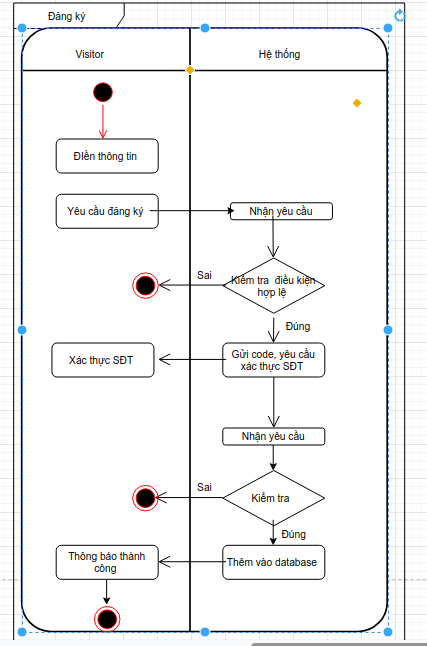 Đăng ký
Visitor
Hệ thống
ĐIền thông tin
Yêu cầu đăng ký
Nhận yêu cầu
Sai
Kiểm tra điều kiện
hợp lệ
Đúng
Xác thực SĐT
Gửi code, yêu cầu
xác thực SĐT
Nhận yêu cầu
Sai
Kiểm tra
Đúng
Thông báo thành
công
Thêm vào database